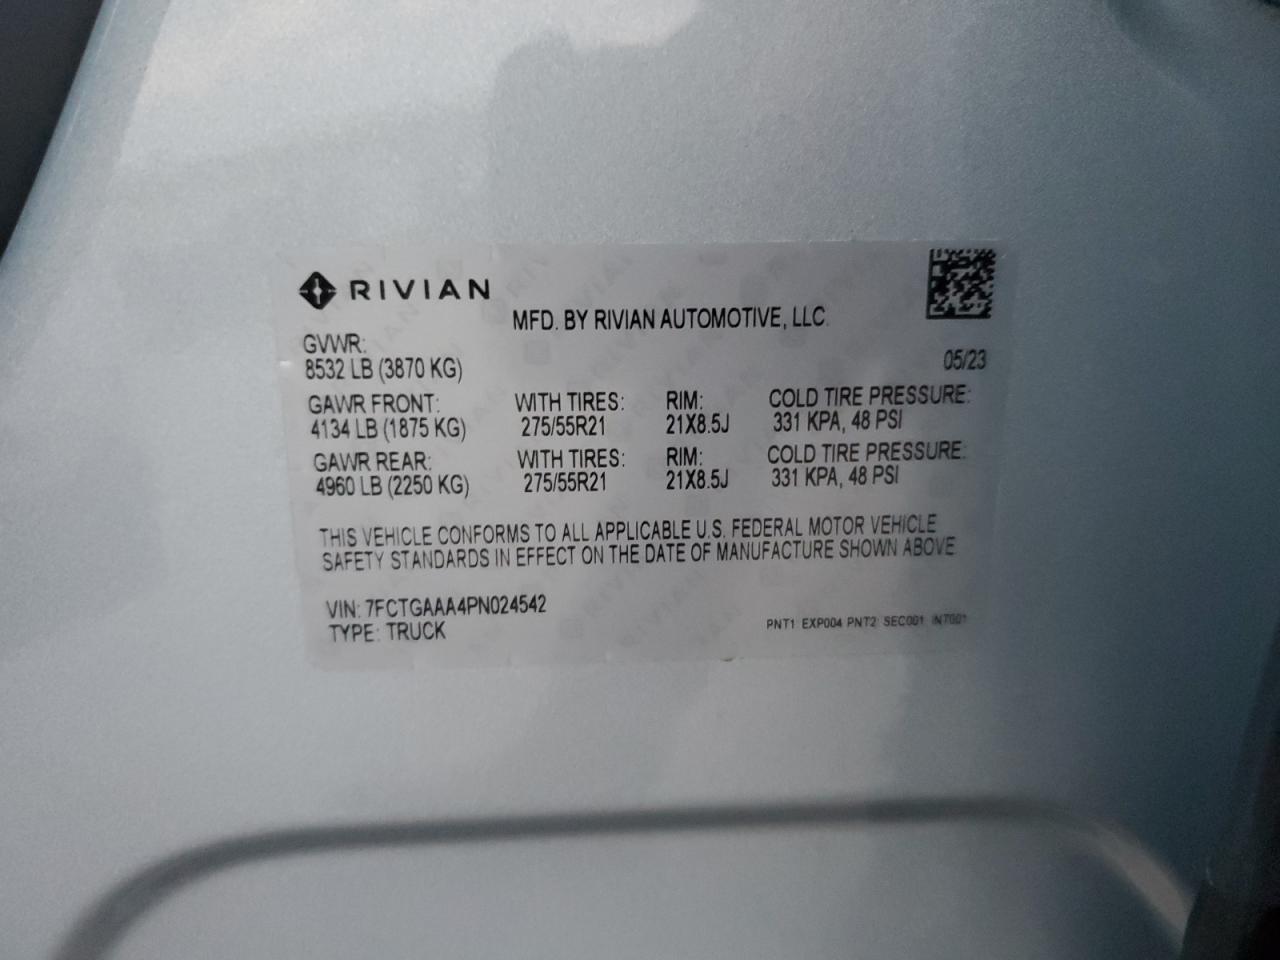 RIVIAN
MFD. BY RIVIAN AUTOMOTIVE, LLC.
GVWR:
8532 LB (3870 KG)
05/23
GAWR FRONT: WITH TIRES: RIM: COLD TIRE PRESSURE:
4134 LB (1875 KG) 275/55R21 21X8.5J 331 KPA, 48 PSI
GAWR REAR: WITH TIRES: RIM: COLD TIRE PRESSURE:
4960 LB (2250 KG) 275/55R21 21X8.5J 331 KPA, 48 PSI
THIS VEHICLE CONFORMS TO ALL APPLICABLE U.S. FEDERAL MOTOR VEHICLE
SAFETY STANDARDS IN EFFECT ON THE DATE OF MANUFACTURE SHOWN ABOVE
VIN: 7FCTGAAA4PN024542
TYPE: TRUCK
PNT1 EXP004 PNT2 SEC001 INT001